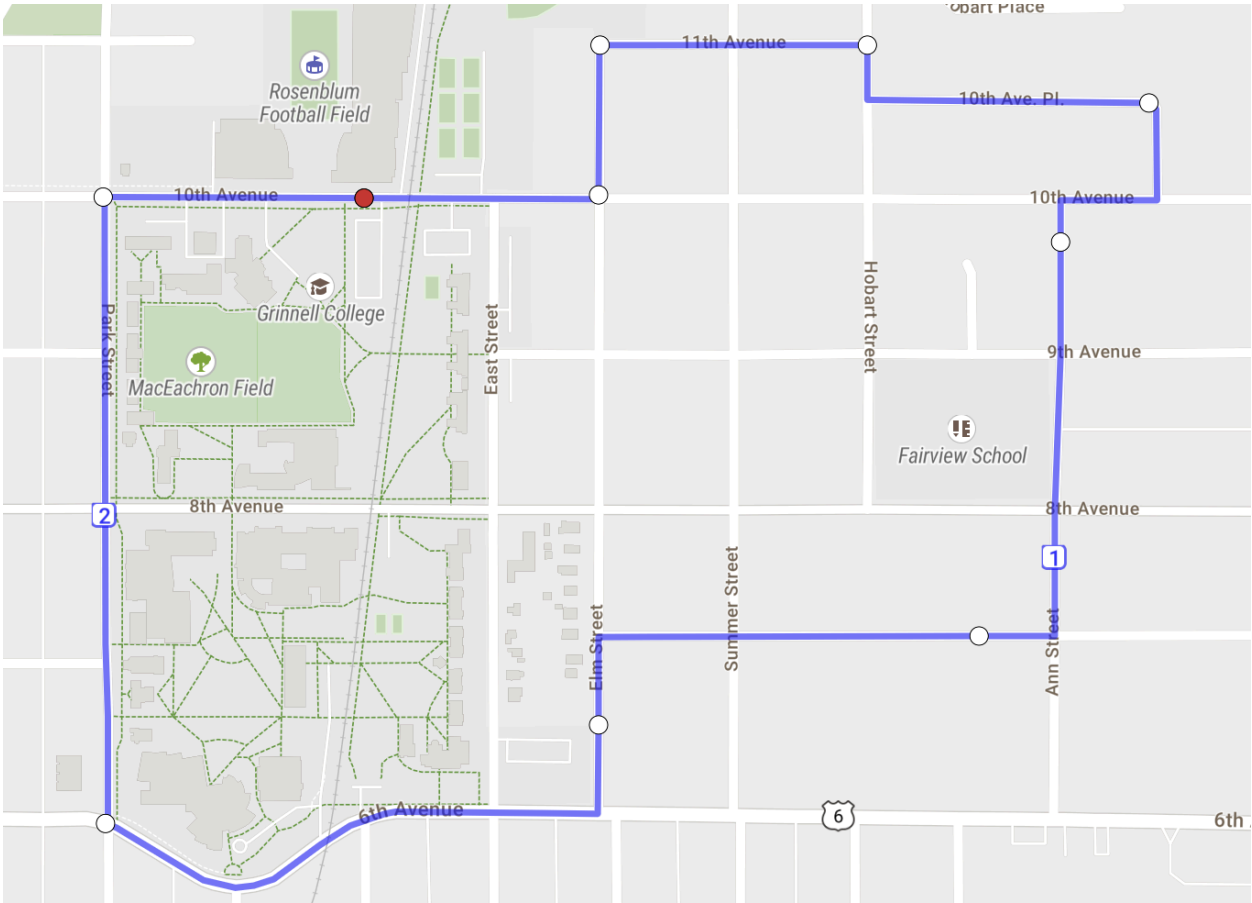 bart Place
11th Avenue
Rosenblum
Football Field
10th Ave. Pl.
10th Avenue
10th Avenue
Grinnell College
Park Street
East Street
Hobart Street
9th Avenue
MacEachron Field
Fairview School
8th Avenue
8th Avenue
2
1
Elm Street
Summer Street
Ann Street
6th Avenue
6
6th